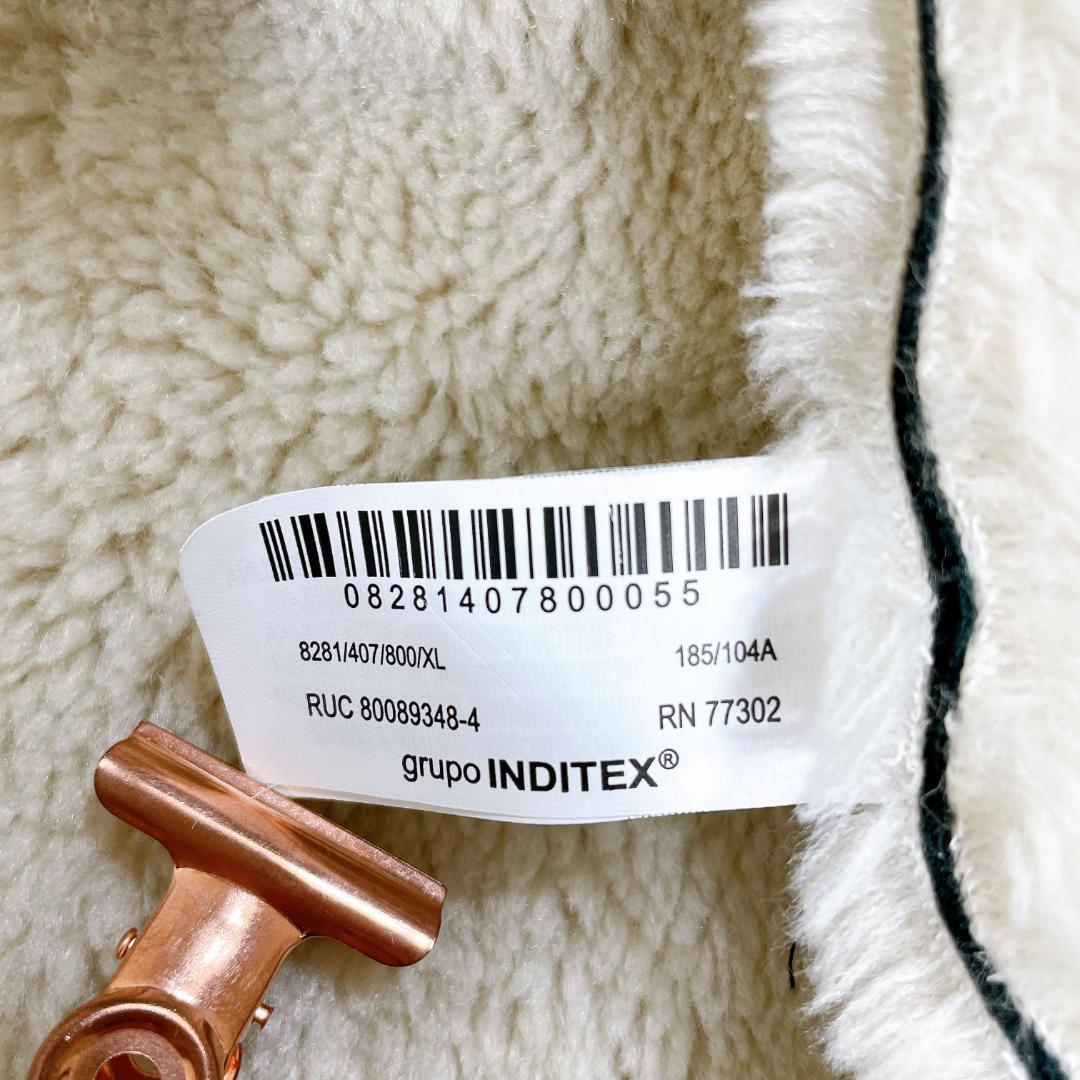 08281407800055
8281/407/800/XL 185/104A
RUC 80089348-4 RN 77302
grupo INDITEX®